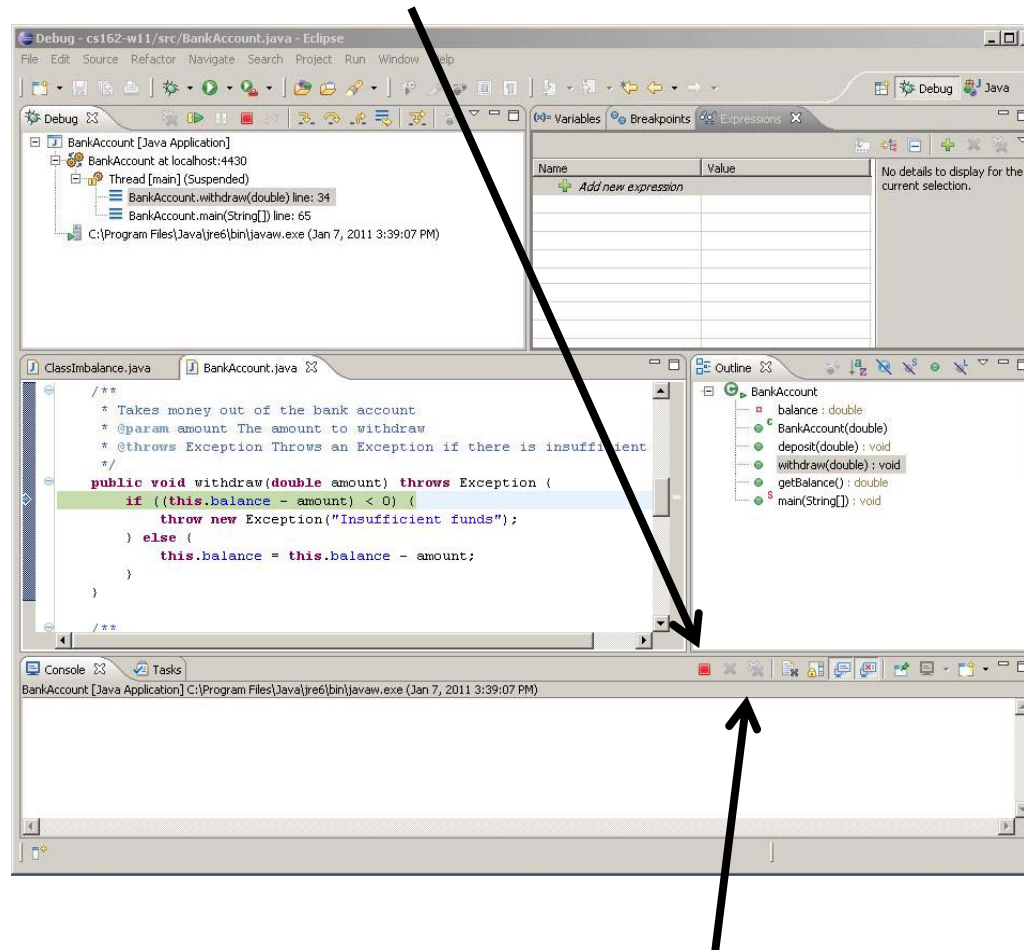 Debug - cs162-w11/src/BankAccount.java - Eclipse
File Edit Source Refactor Navigate Search Project Run Window
Debug Java
Debug
BankAccount [Java Application]
BankAccount at localhost:4430
Thread [main] (Suspended)
BankAccount.withdraw(double) line: 34
BankAccount.main(String[]) line: 65
C:\Program Files\Java\jre6\bin\javaw.exe (Jan 7, 2011 3:39:07 PM)
(x)= Variables Breakpoints Expressions
Name Value
Add new expression
No details to display for the
current selection.
ClassImbalance.java BankAccount.java
/**
* Takes money out of the bank account
* @param amount The amount to withdraw
* @throws Exception Throws an Exception if there is insufficient
*/
public void withdraw(double amount) throws Exception {
if ((this.balance - amount) < 0) {
throw new Exception("Insufficient funds");
} else {
this.balance = this.balance - amount;
}
}
/**
Outline
BankAccount
balance : double
BankAccount(double)
deposit(double) : void
withdraw(double) : void
getBalance() : double
main(String[]) : void
Console Tasks
BankAccount [Java Application] C:\Program Files\Java\jre6\bin\javaw.exe (Jan 7, 2011 3:39:07 PM)